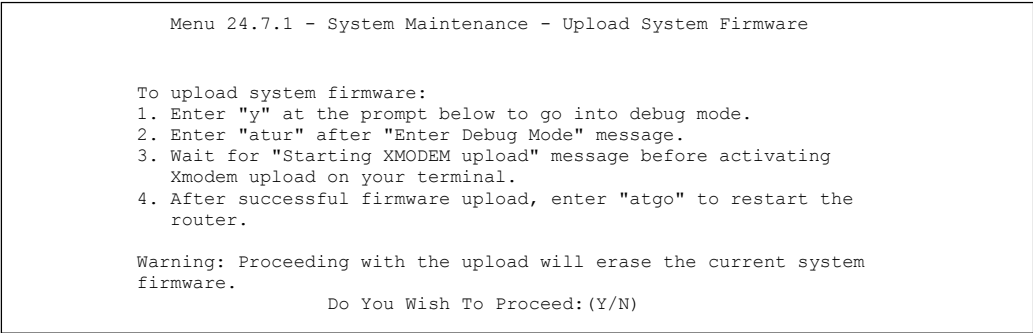 Menu 24.7.1 - System Maintenance - Upload System Firmware
To upload system firmware:
1. Enter "y" at the prompt below to go into debug mode.
2. Enter "atur" after "Enter Debug Mode" message.
3. Wait for "Starting XMODEM upload" message before activating
Xmodem upload on your terminal.
4. After successful firmware upload, enter "atgo" to restart the
router.
Warning: Proceeding with the upload will erase the current system
firmware.
Do You Wish To Proceed:(Y/N)